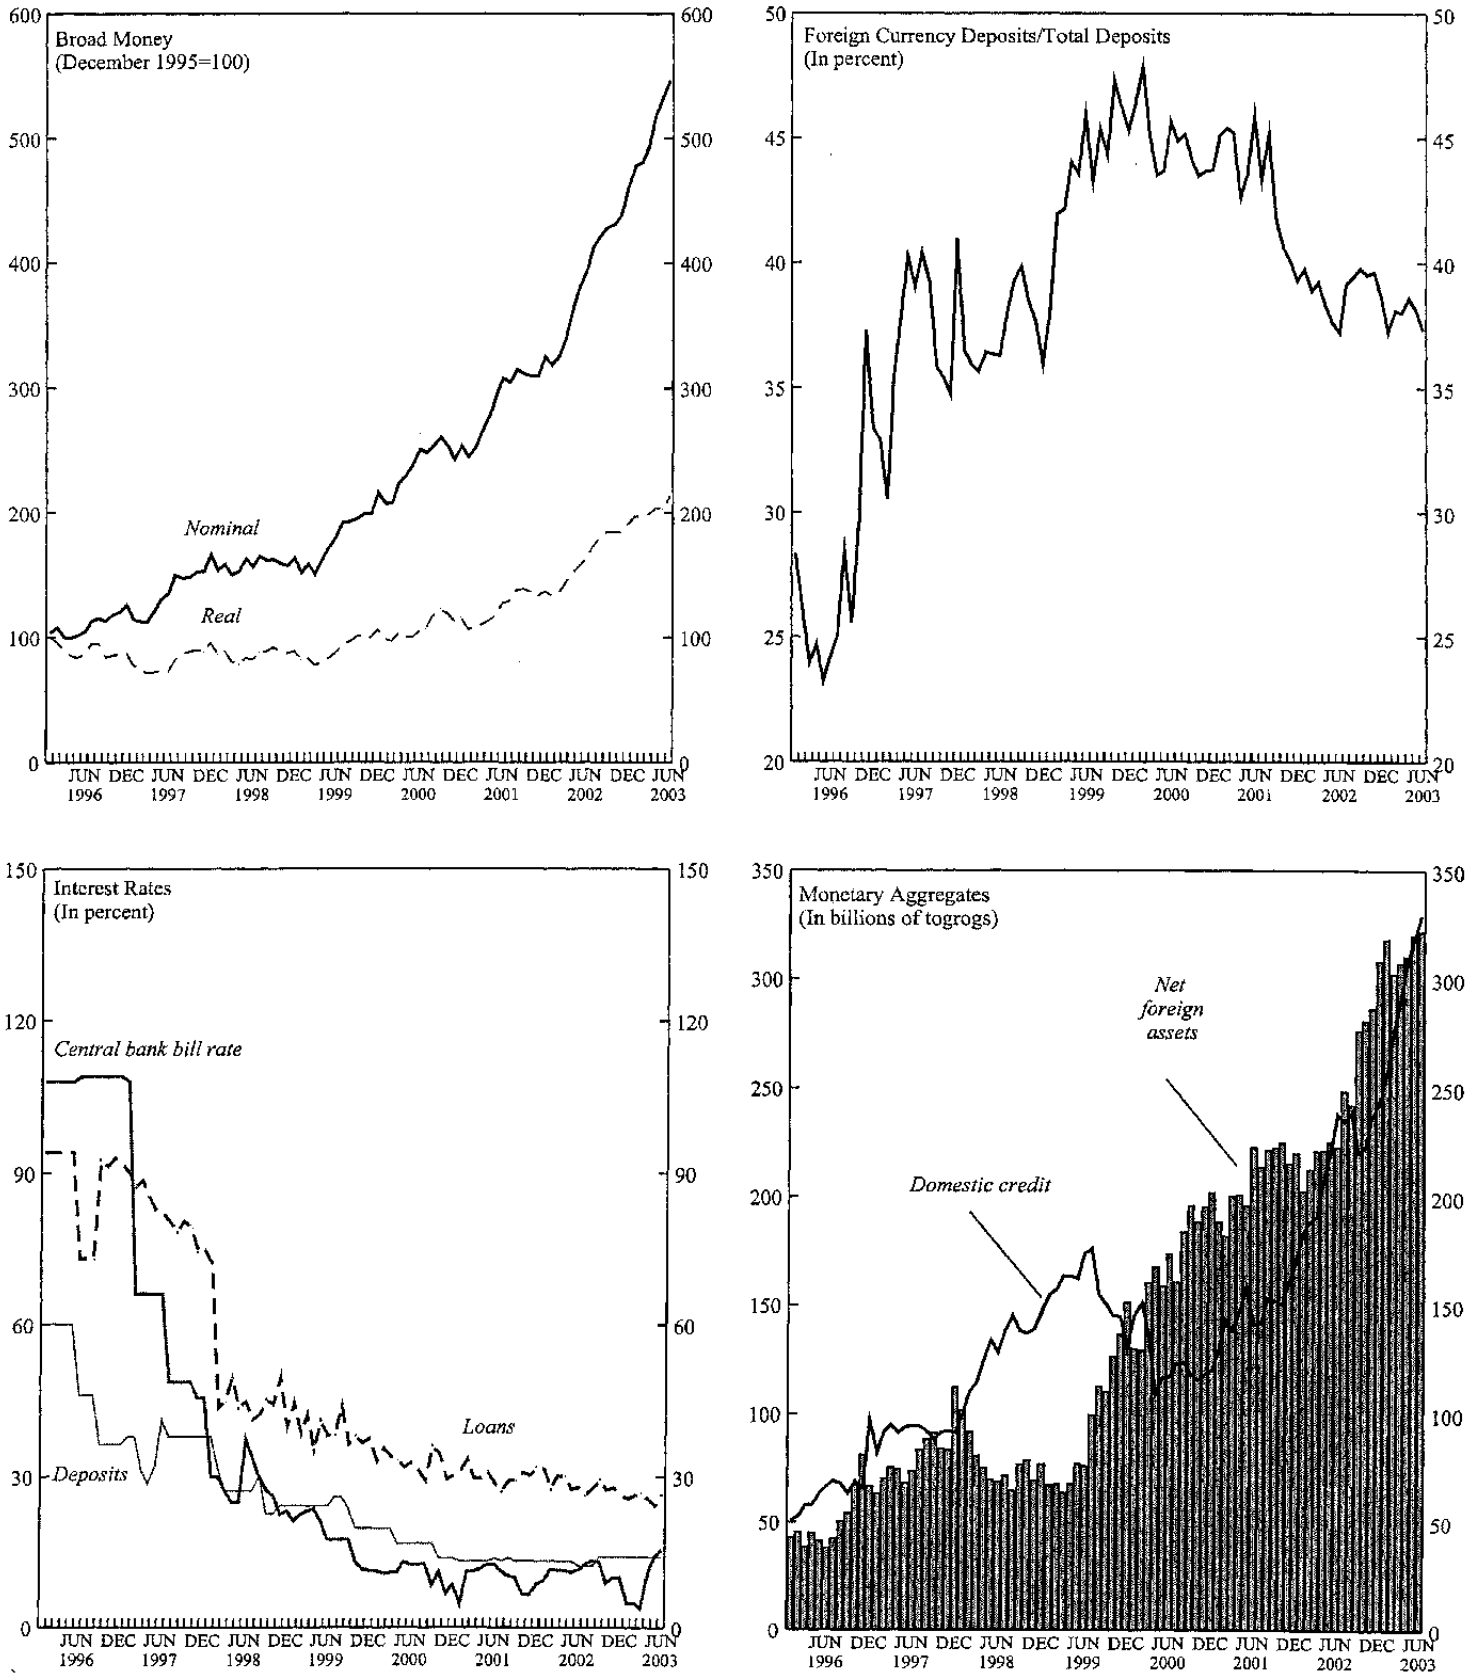 Broad Money
(December 1995=100)
600
600
500
500
400
400
300
300
200
200
100
100
0
0
Nominal
Real
JUN DEC JUN DEC JUN DEC JUN DEC JUN DEC JUN DEC JUN DEC JUN
1996 1997 1998 1999 2000 2001 2002 2003
Foreign Currency Deposits/Total Deposits
(In percent)
50
50
45
45
40
40
35
35
30
30
25
25
20
20
JUN DEC JUN DEC JUN DEC JUN DEC JUN DEC JUN DEC JUN DEC JUN
1996 1997 1998 1999 2000 2001 2002 2003
Interest Rates
(In percent)
150
150
120
120
90
90
60
60
30
30
0
0
Central bank bill rate
Loans
Deposits
JUN DEC JUN DEC JUN DEC JUN DEC JUN DEC JUN DEC JUN DEC JUN
1996 1997 1998 1999 2000 2001 2002 2003
Monetary Aggregates
(In billions of togrogs)
350
350
300
300
250
250
200
200
150
150
100
100
50
50
0
0
Net
foreign
assets
Domestic credit
JUN DEC JUN DEC JUN DEC JUN DEC JUN DEC JUN DEC JUN DEC JUN
1996 1997 1998 1999 2000 2001 2002 2003